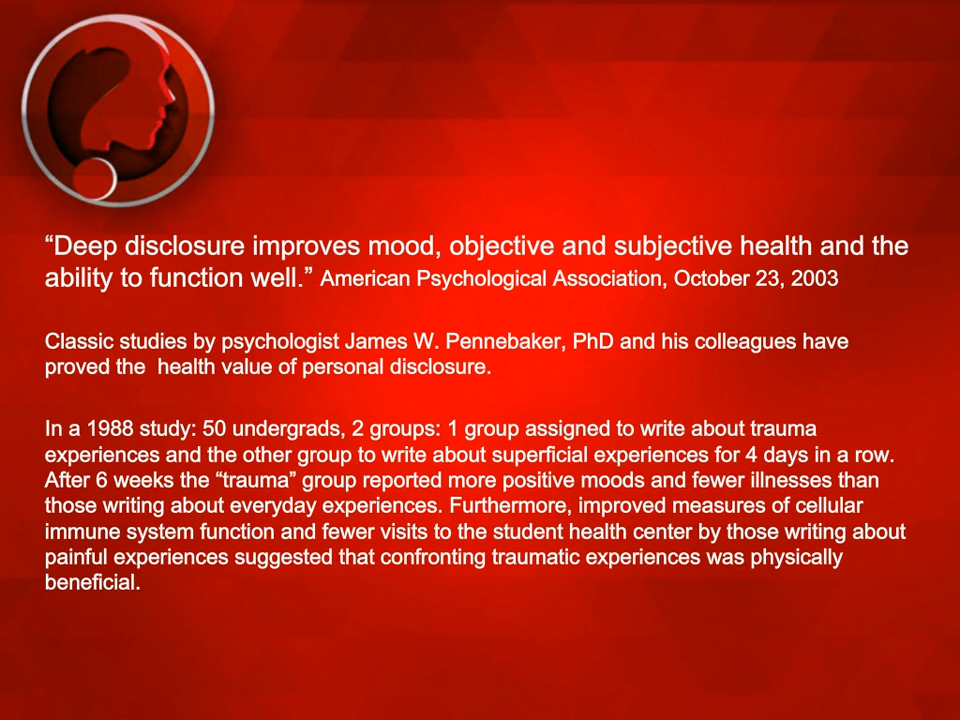 “Deep disclosure improves mood, objective and subjective health and the
ability to function well.” American Psychological Association, October 23, 2003
Classic studies by psychologist James W. Pennebaker, PhD and his colleagues have
proved the  health value of personal disclosure.
In a 1988 study: 50 undergrads, 2 groups: 1 group assigned to write about trauma
experiences and the other group to write about superficial experiences for 4 days in a row.
After 6 weeks the “trauma” group reported more positive moods and fewer illnesses than
those writing about everyday experiences. Furthermore, improved measures of cellular
immune system function and fewer visits to the student health center by those writing about
painful experiences suggested that confronting traumatic experiences was physically
beneficial.